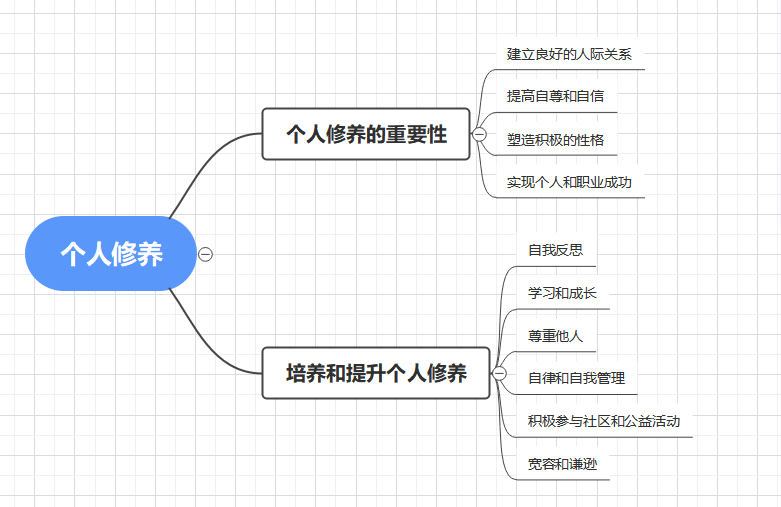 个人修养
个人修养的重要性
建立良好的人际关系
提高自尊和自信
塑造积极的性格
实现个人和职业成功
培养和提升个人修养
自我反思
学习和成长
尊重他人
自律和自我管理
积极参与社区和公益活动
宽容和谦逊